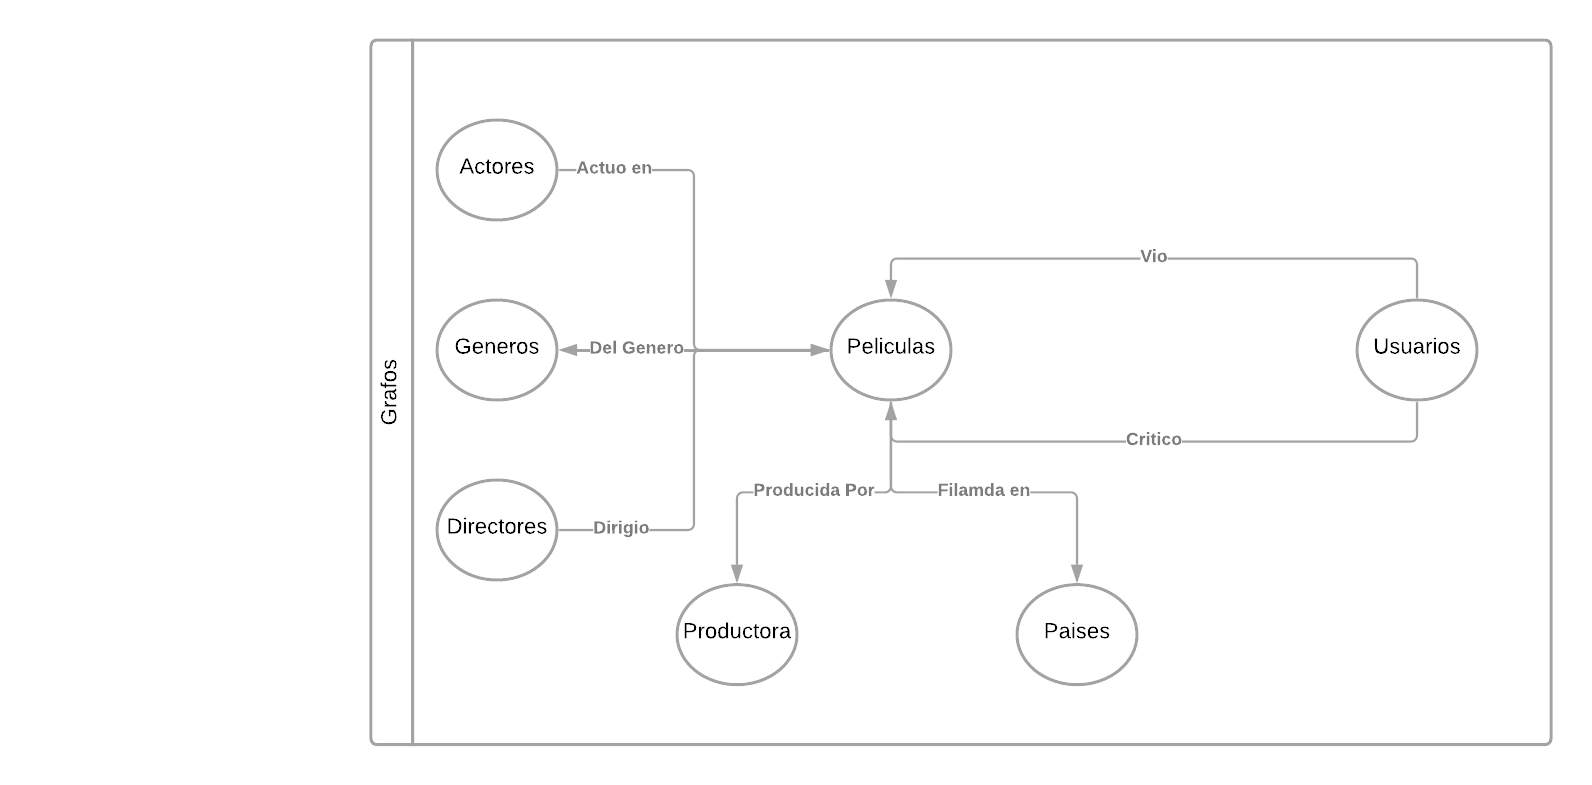 Grafos
Actores
Actuo en
Vio
Generos
Del Genero
Peliculas
Usuarios
Critico
Producida Por
Filamda en
Directores
Dirigio
Productora
Paises